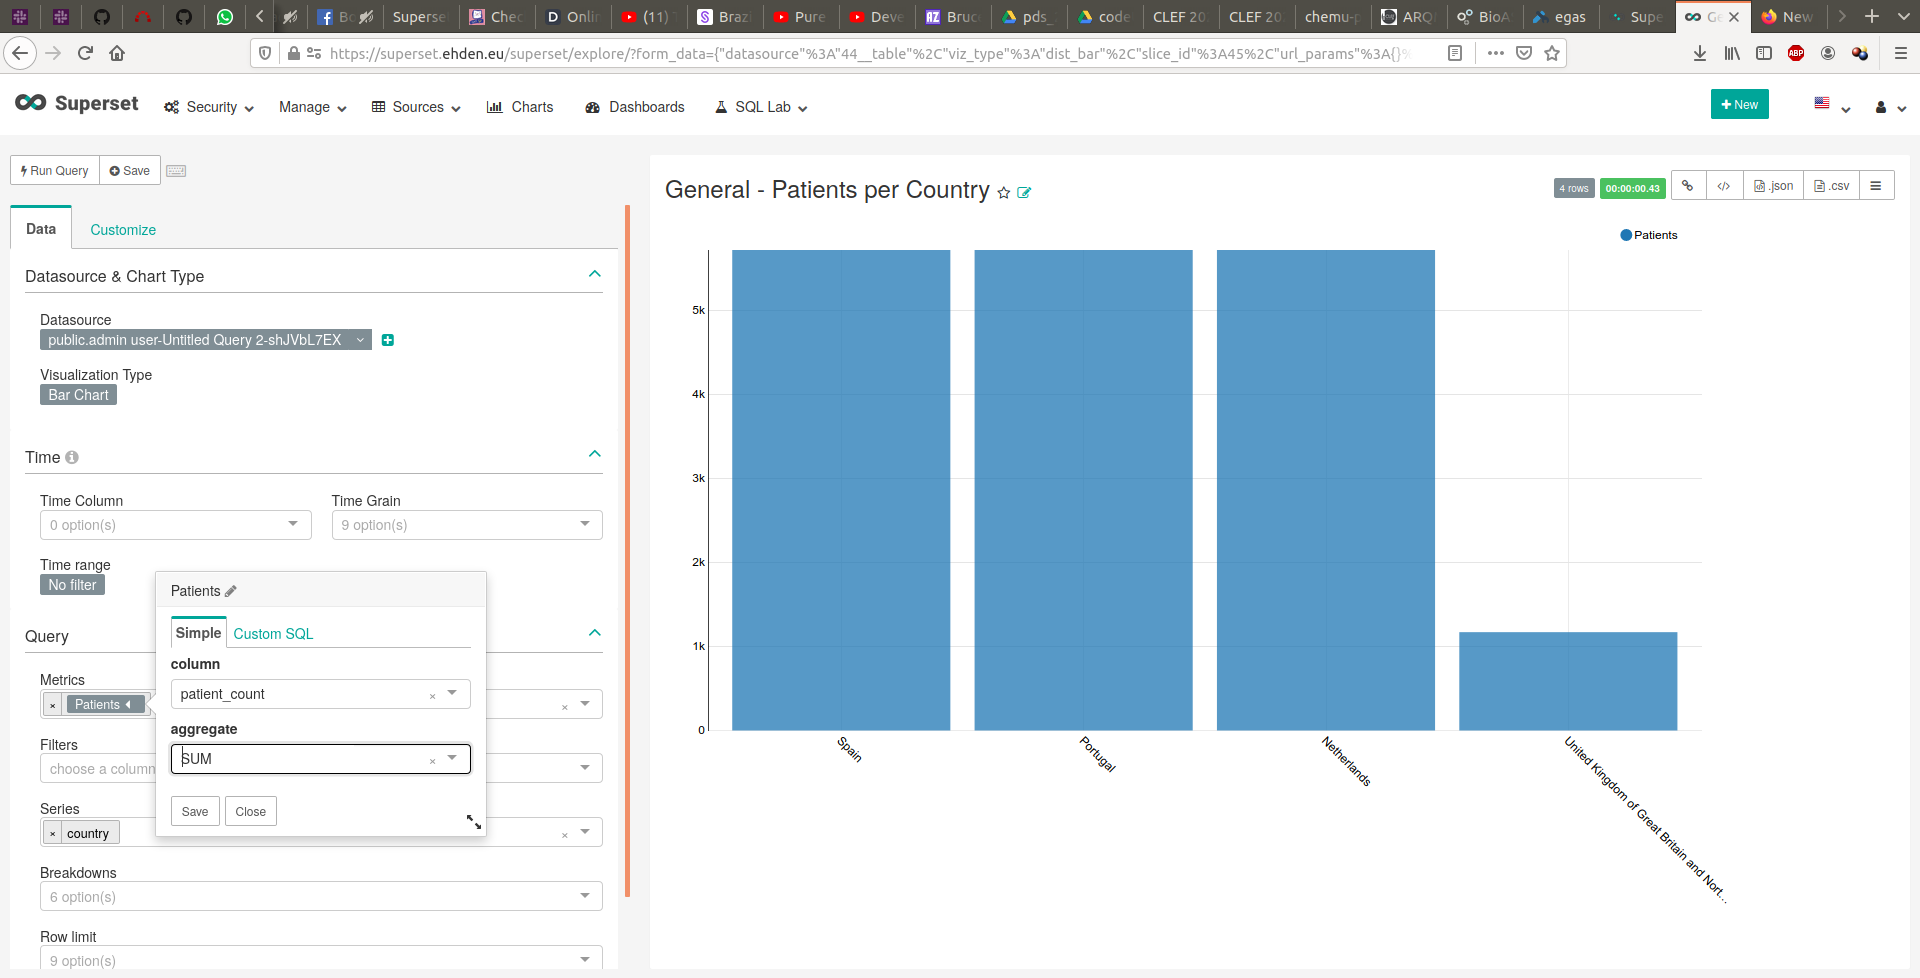 Bo
Superse
Chec
Onlin
(11) T
Brazi
Pure
Deve
Bruc
pds_
code
CLEF 20
CLEF 20
chemu-p
ARQ
BioA
egas
Supe
Ge
New
https://superset.ehden.eu/superset/explore/?form_data={"datasource"%3A"44__table"%2C"viz_type"%3A"dist_bar"%2C"slice_id"%3A45%2C"url_params"%3A{}%
ABP
Superset
Security
Manage
Sources
Charts
Dashboards
SQL Lab
+ New
Run Query
Save
General - Patients per Country
4 rows
00:00:00.43
</>
.json
.csv
Data
Customize
Patients
Datasource & Chart Type
Datasource
public.admin user-Untitled Query 2-shJVbL7EX
Visualization Type
Bar Chart
Time
Time Column
Time Grain
0 option(s)
9 option(s)
Time range
No filter
Patients
Simple
Custom SQL
column
patient_count
aggregate
SUM
Save
Close
Query
Metrics
× Patients
Filters
choose a column
Series
× country
Breakdowns
6 option(s)
Row limit
9 option(s)
5k
4k
3k
2k
1k
0
Spain
Portugal
Netherlands
United Kingdom of Great Britain and Nort...